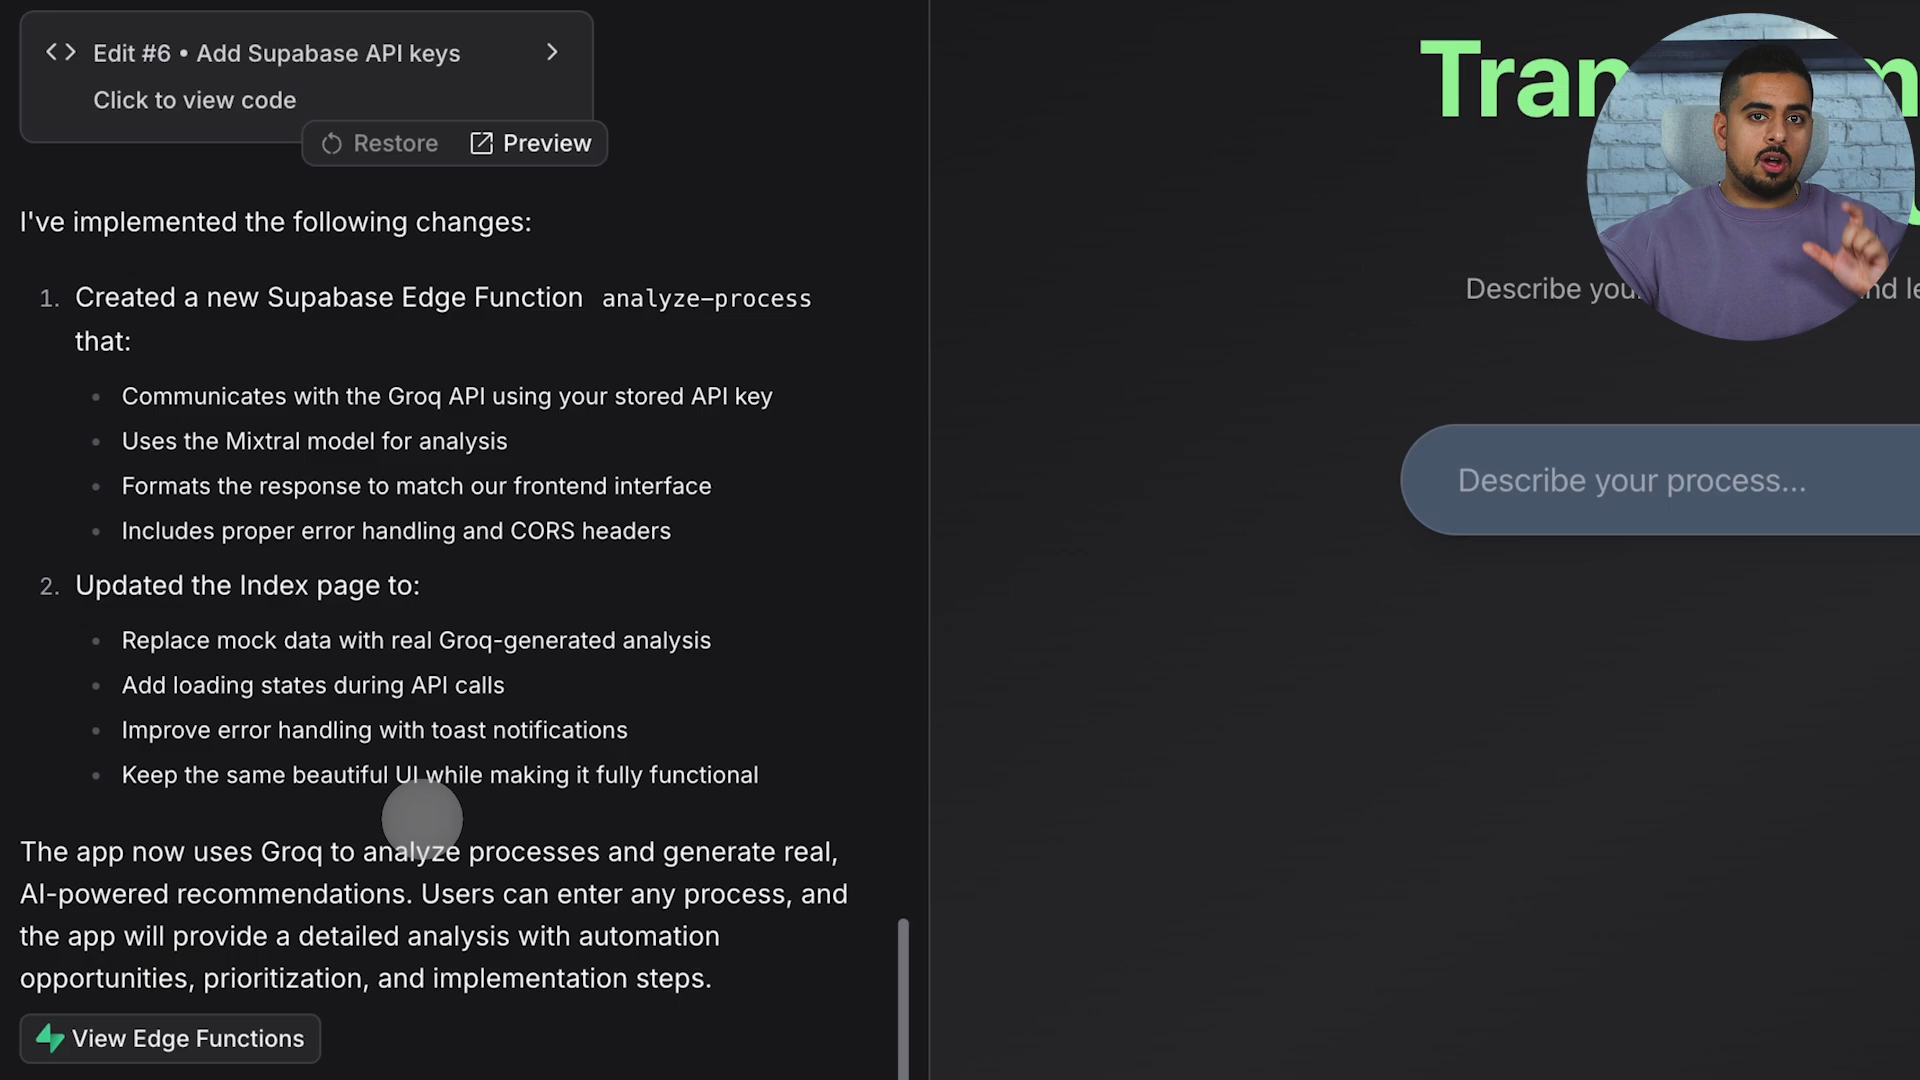 Edit #6 • Add Supabase API keys
Click to view code
Restore
Preview
I've implemented the following changes:
1. Created a new Supabase Edge Function analyze-process
that:
• Communicates with the Groq API using your stored API key
• Uses the Mixtral model for analysis
• Formats the response to match our frontend interface
• Includes proper error handling and CORS headers
2. Updated the Index page to:
• Replace mock data with real Groq-generated analysis
• Add loading states during API calls
• Improve error handling with toast notifications
• Keep the same beautiful UI while making it fully functional
The app now uses Groq to analyze processes and generate real,
AI-powered recommendations. Users can enter any process, and
the app will provide a detailed analysis with automation
opportunities, prioritization, and implementation steps.
View Edge Functions
Describe
Describe your process...